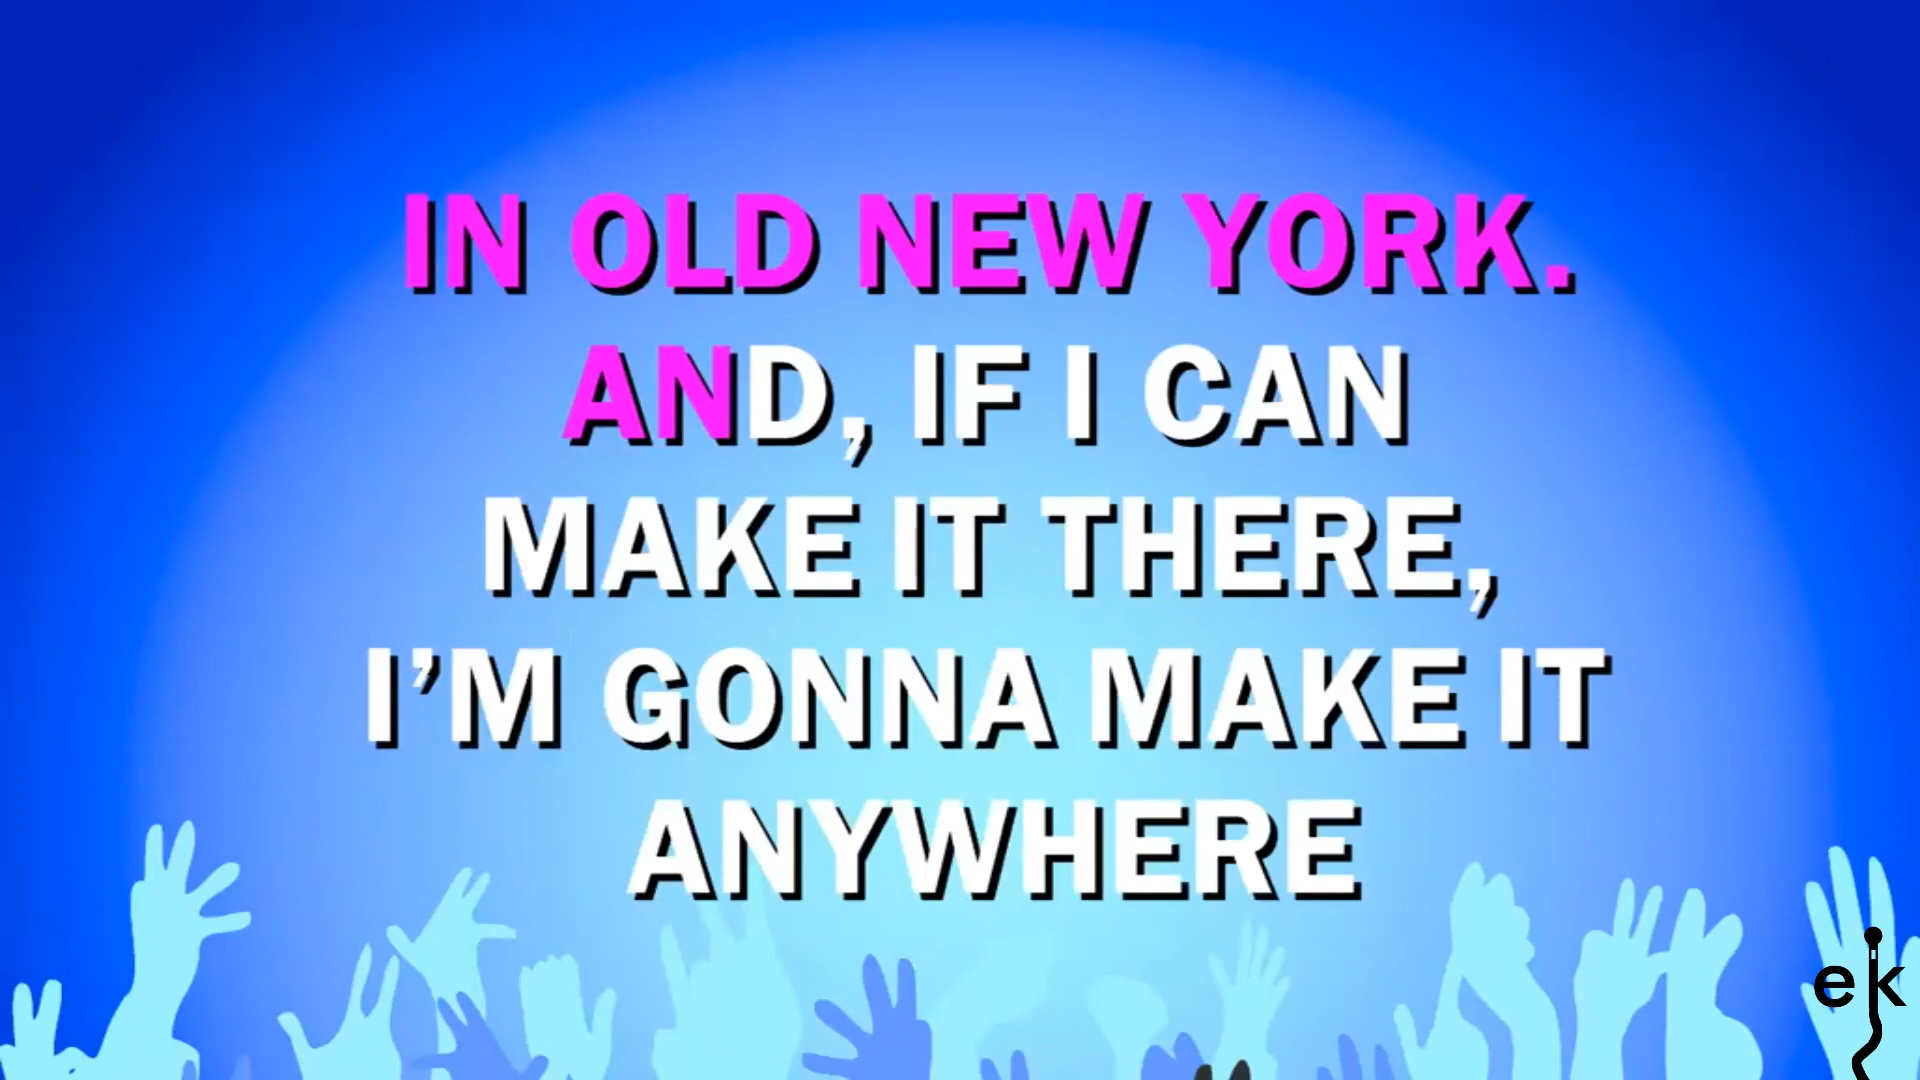 IN OLD NEW YORK.
AND, IF I CAN
MAKE IT THERE,
I’M GONNA MAKE IT
ANYWHERE
ek